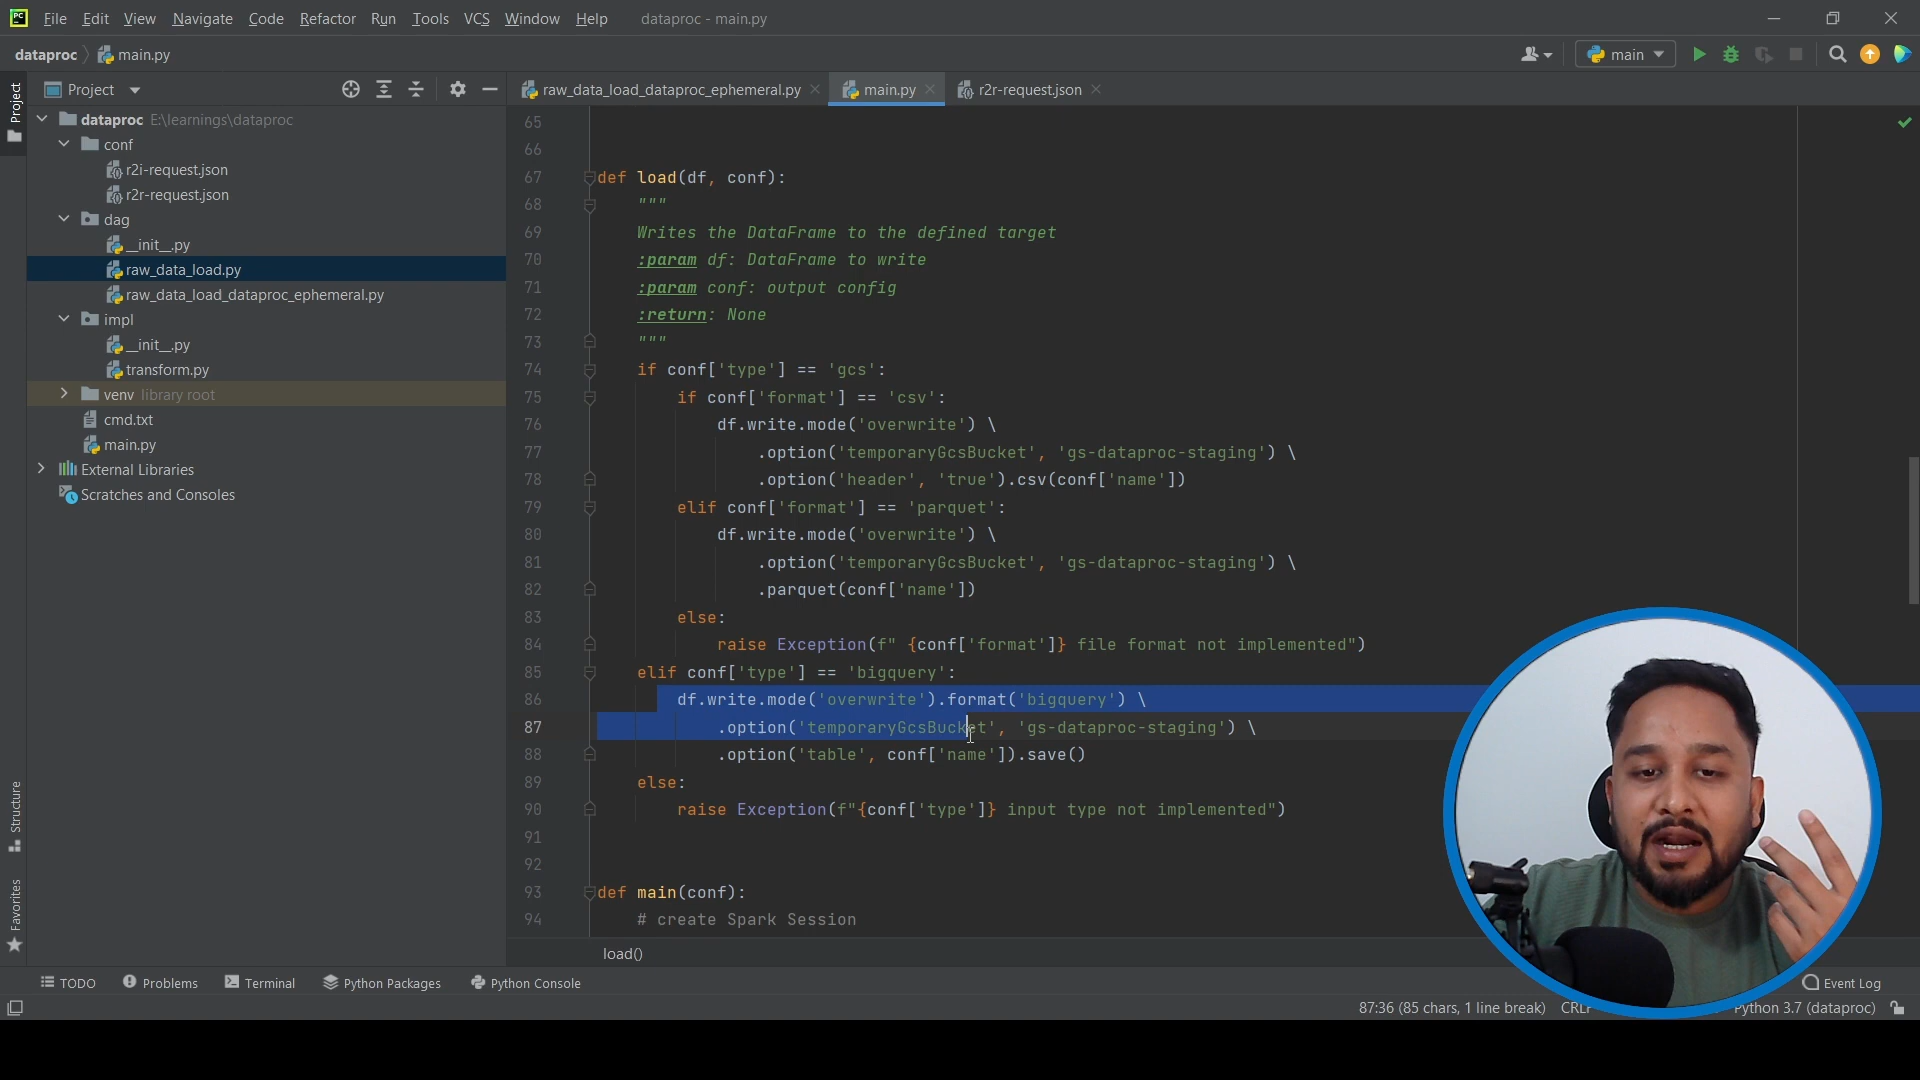 File Edit View Navigate Code Refactor Run Tools VCS Window Help dataproc - main.py
dataproc main.py main
Project raw_data_load_dataproc_ephemeral.py main.py r2r-request.json
Project
dataproc E:\learnings\dataproc
conf
r2i-request.json
r2r-request.json
dag
__init__.py
raw_data_load.py
raw_data_load_dataproc_ephemeral.py
impl
__init__.py
transform.py
venv library root
cmd.txt
main.py
External Libraries
Scratches and Consoles
Structure
Favorites
65
66
67 def load(df, conf):
68 """
69 Writes the DataFrame to the defined target
70 :param df: DataFrame to write
71 :param conf: output config
72 :return: None
73 """
74 if conf['type'] == 'gcs':
75 if conf['format'] == 'csv':
76 df.write.mode('overwrite') \
77 .option('temporaryGcsBucket', 'gs-dataproc-staging') \
78 .option('header', 'true').csv(conf['name'])
79 elif conf['format'] == 'parquet':
80 df.write.mode('overwrite') \
81 .option('temporaryGcsBucket', 'gs-dataproc-staging') \
82 .parquet(conf['name'])
83 else:
84 raise Exception(f" {conf['format']} file format not implemented")
85 elif conf['type'] == 'bigquery':
86 df.write.mode('overwrite').format('bigquery') \
87 .option('temporaryGcsBucket', 'gs-dataproc-staging') \
88 .option('table', conf['name']).save()
89 else:
90 raise Exception(f"{conf['type']} input type not implemented")
91
92
93 def main(conf):
94 # create Spark Session
load()
TODO Problems Terminal Python Packages Python Console Event Log
87:36 (85 chars, 1 line break) CRLF Python 3.7 (dataproc)